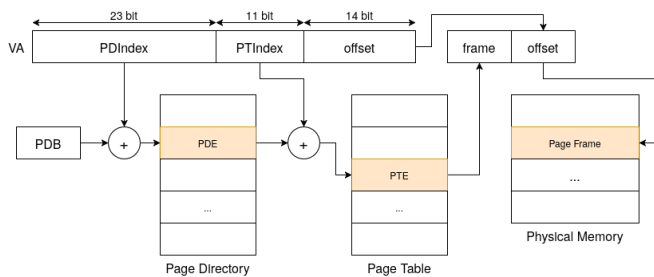 23 bit
11 bit
14 bit
VA
PDIndex
PTIndex
offset
frame
offset
PDB
+
PDE
+
PTE
...
...
Page Frame
...
Page Directory
Page Table
Physical Memory